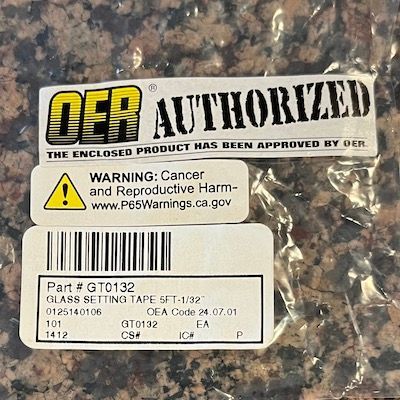 OER® AUTHORIZED
THE ENCLOSED PRODUCT HAS BEEN APPROVED BY OER.
WARNING: Cancer
and Reproductive Harm-
www.P65Warnings.ca.gov
Part # GT0132
GLASS SETTING TAPE 5FT-1/32"
0125140106 OEA Code 24.07.01
101 GT0132 EA
1412 CS# IC# P